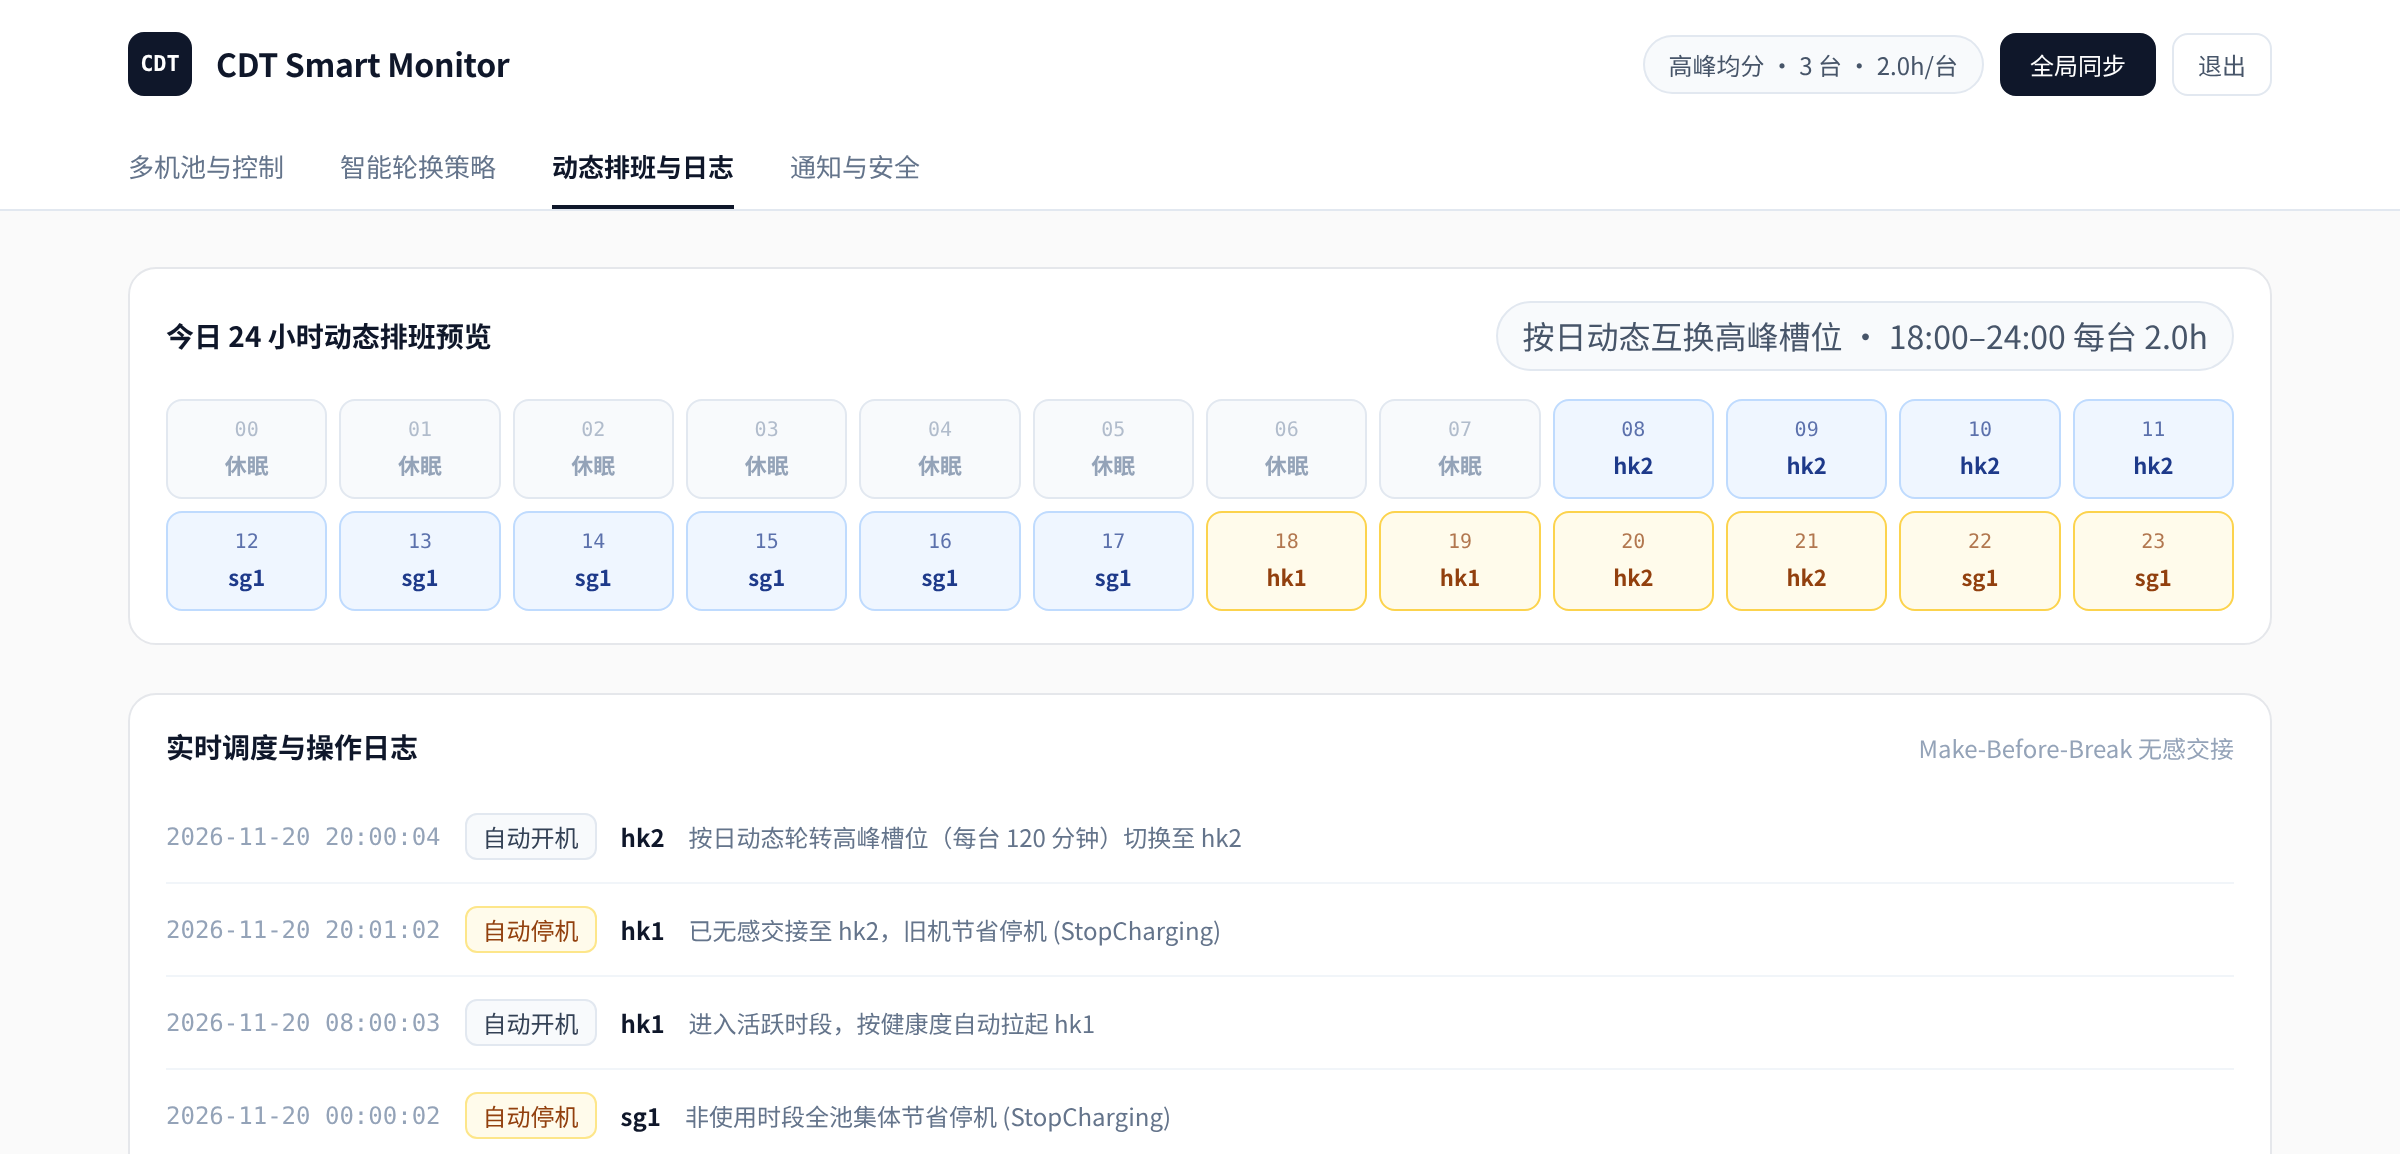 CDT CDT Smart Monitor 高峰均分 · 3 台 · 2.0h/台 全局同步 退出
多机池与控制 智能轮换策略 动态排班与日志 通知与安全
今日 24 小时动态排班预览 按日动态互换高峰槽位 · 18:00–24:00 每台 2.0h
00 01 02 03 04 05 06 07 08 09 10 11
休眠 休眠 休眠 休眠 休眠 休眠 休眠 休眠 hk2 hk2 hk2 hk2
12 13 14 15 16 17 18 19 20 21 22 23
sg1 sg1 sg1 sg1 sg1 sg1 hk1 hk1 hk2 hk2 sg1 sg1
实时调度与操作日志 Make-Before-Break 无感交接
2026-11-20 20:00:04 自动开机 hk2 按日动态轮转高峰槽位（每台 120 分钟）切换至 hk2
2026-11-20 20:01:02 自动停机 hk1 已无感交接至 hk2，旧机节省停机 (StopCharging)
2026-11-20 08:00:03 自动开机 hk1 进入活跃时段，按健康度自动拉起 hk1
2026-11-20 00:00:02 自动停机 sg1 非使用时段全池集体节省停机 (StopCharging)